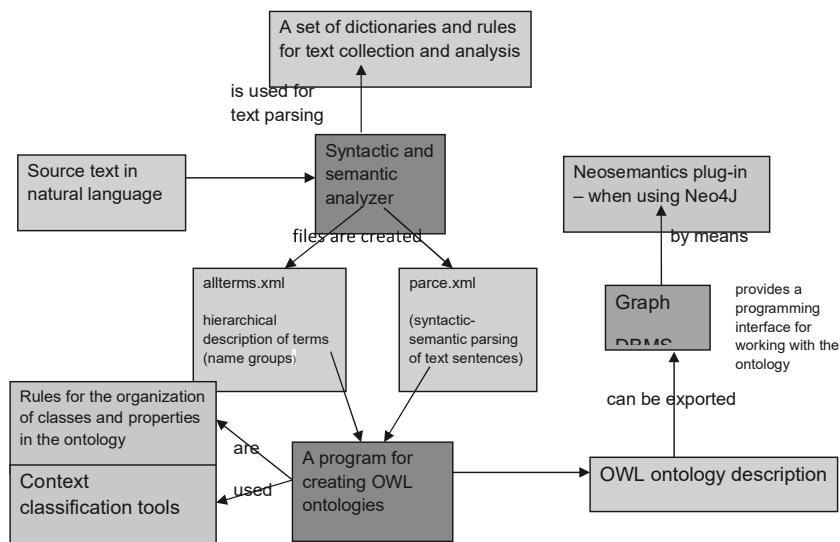 A set of dictionaries and rules
for text collection and analysis
is used for
text parsing
Source text in
natural language
Syntactic and
semantic
analyzer
Neosemantics plug-in
– when using Neo4J
files are created
by means
allterms.xml
hierarchical
description of terms
(name groups)
parce.xml
(syntactic-
semantic parsing
of text sentences)
Graph
DBMS
provides a
programming
interface for
working with the
ontology
can be exported
Rules for the organization
of classes and properties
in the ontology
are
used
Context
classification tools
A program for
creating OWL
ontologies
OWL ontology description